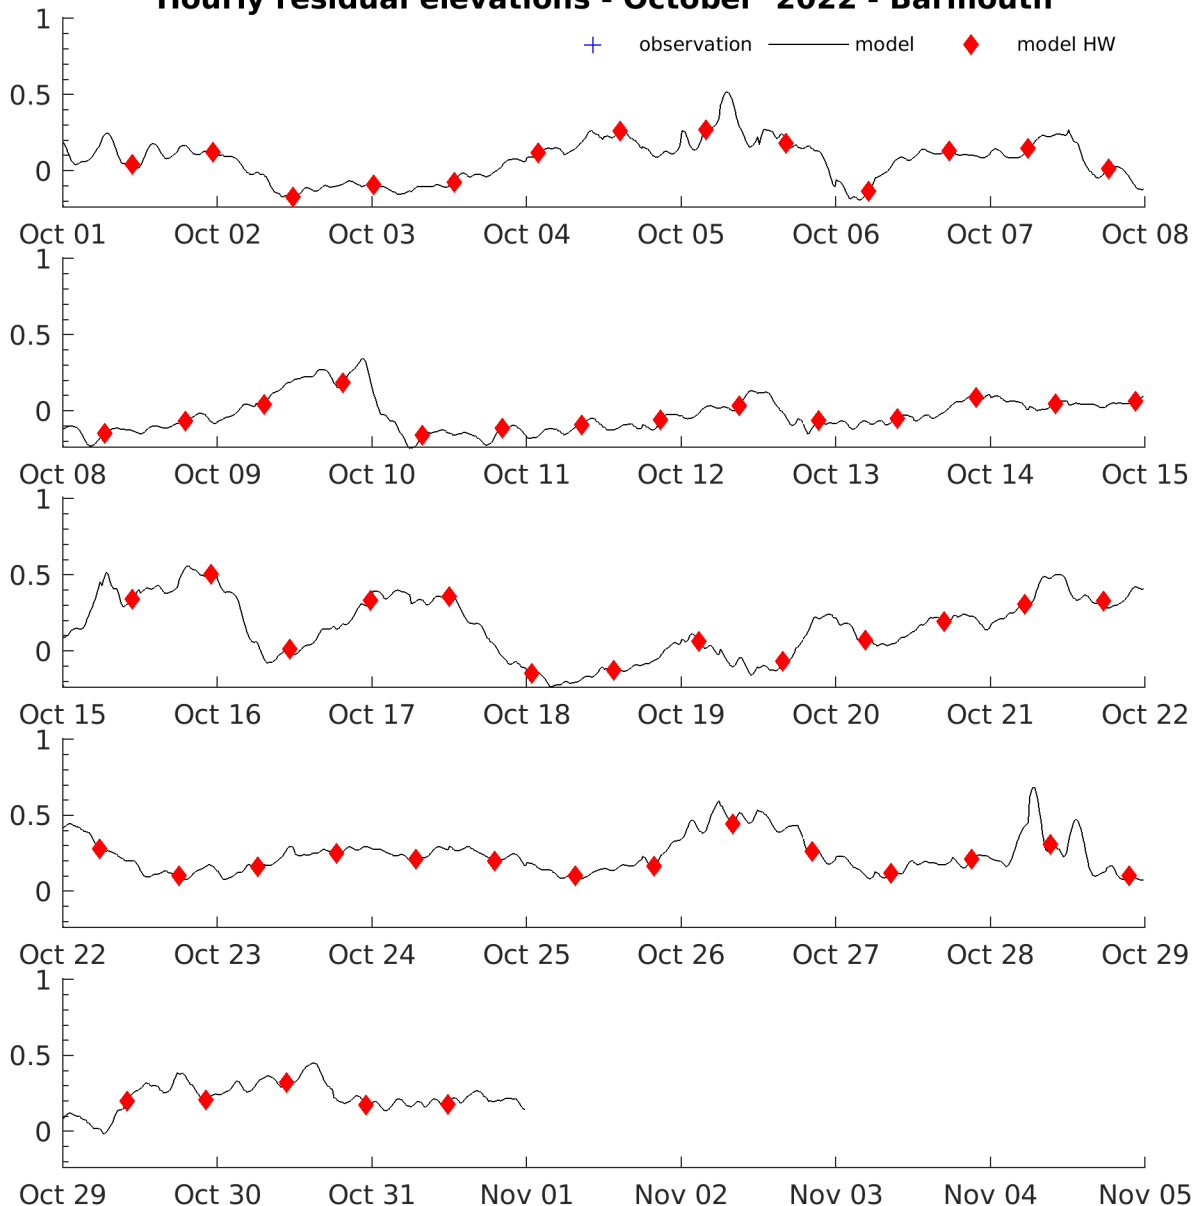 Hourly residual elevations - October 2022 - Barmouth
observation model model HW
1
0.5
0
Oct 01 Oct 02 Oct 03 Oct 04 Oct 05 Oct 06 Oct 07 Oct 08
1
0.5
0
Oct 08 Oct 09 Oct 10 Oct 11 Oct 12 Oct 13 Oct 14 Oct 15
1
0.5
0
Oct 15 Oct 16 Oct 17 Oct 18 Oct 19 Oct 20 Oct 21 Oct 22
1
0.5
0
Oct 22 Oct 23 Oct 24 Oct 25 Oct 26 Oct 27 Oct 28 Oct 29
1
0.5
0
Oct 29 Oct 30 Oct 31 Nov 01 Nov 02 Nov 03 Nov 04 Nov 05